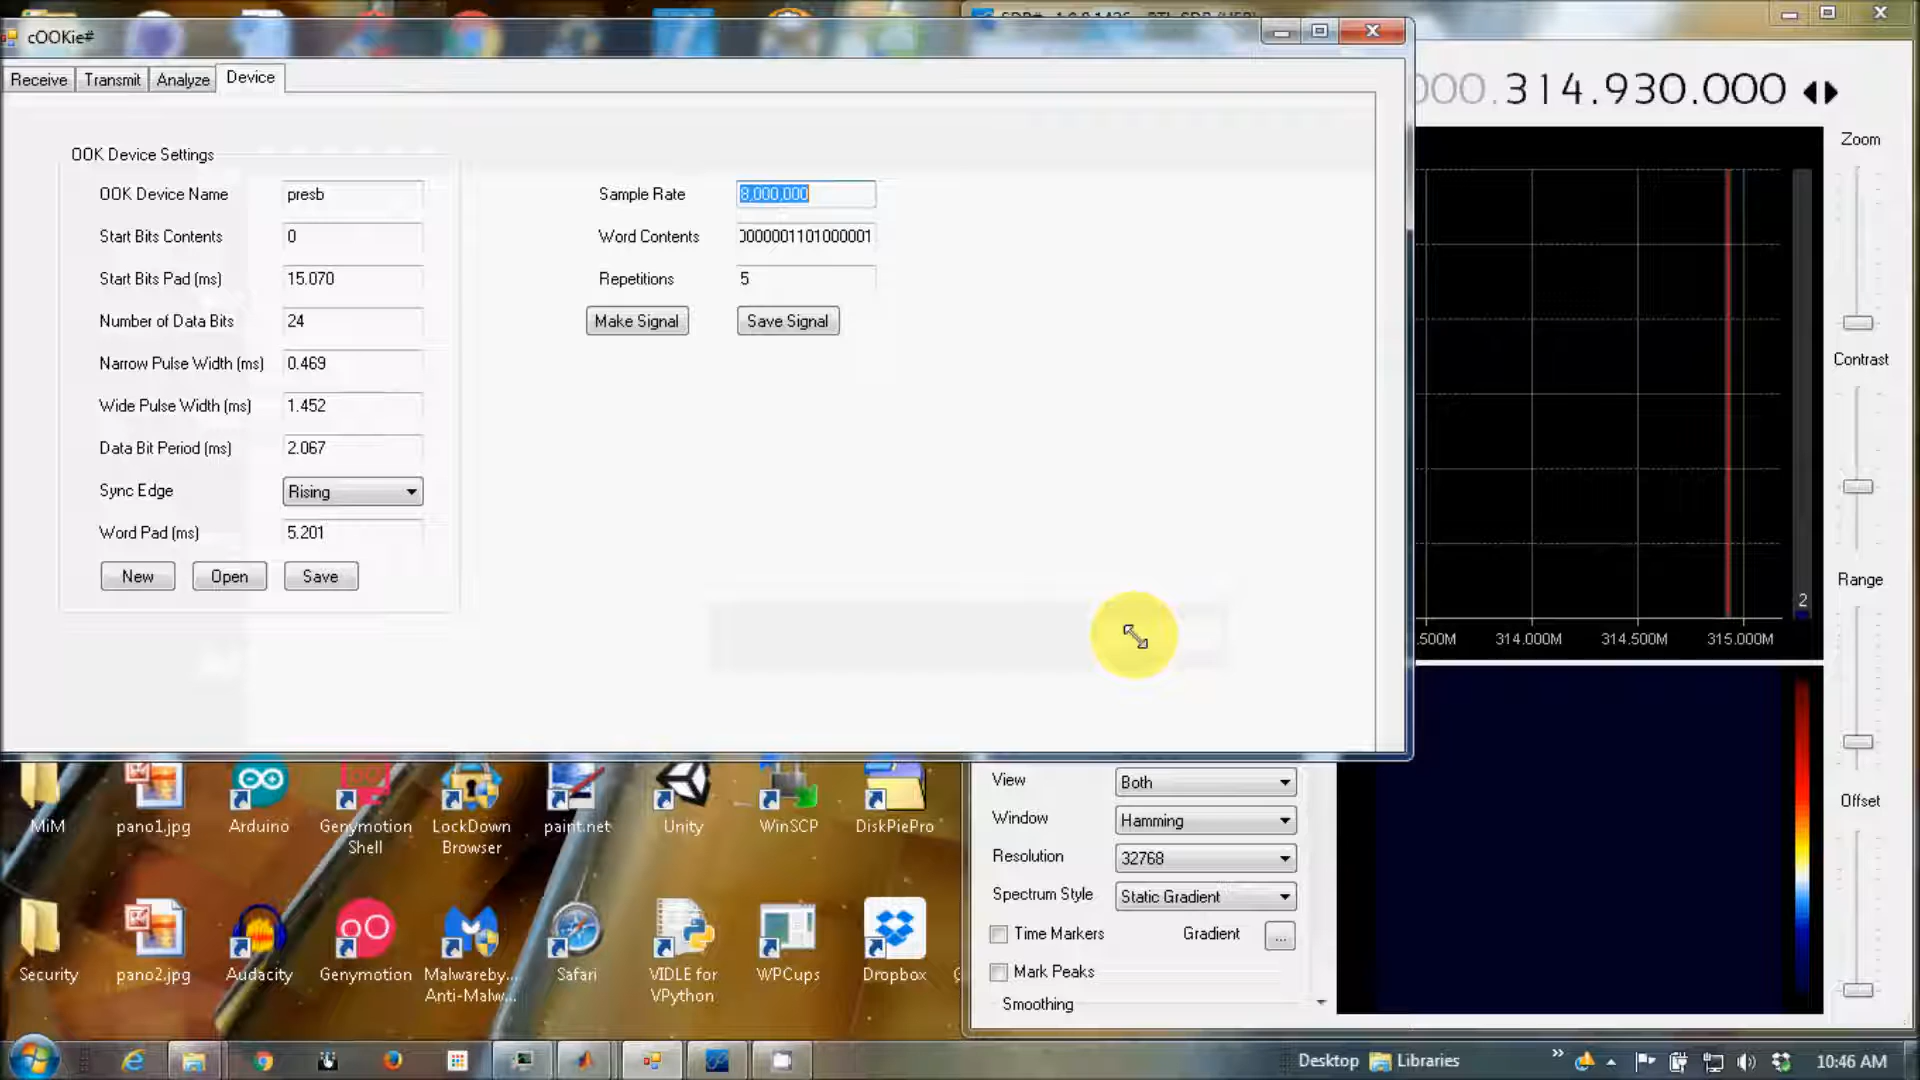 cOOKie#
Receive
Transmit
Analyze
Device
OOK Device Settings
OOK Device Name
presb
Start Bits Contents
0
Start Bits Pad (ms)
15.070
Number of Data Bits
24
Narrow Pulse Width (ms)
0.469
Wide Pulse Width (ms)
1.452
Data Bit Period (ms)
2.067
Sync Edge
Rising
Word Pad (ms)
5.201
New
Open
Save
Sample Rate
8,000,000
Word Contents
0000001101000001
Repetitions
5
Make Signal
Save Signal
000.314.930.000
Zoom
Contrast
Range
Offset
2
.500M
314.000M
314.500M
315.000M
View
Both
Window
Hamming
Resolution
32768
Spectrum Style
Static Gradient
Time Markers
Gradient
...
Mark Peaks
Smoothing
MiM
pano1.jpg
Arduino
Genymotion
Shell
LockDown
Browser
paint.net
Unity
WinSCP
DiskPiePro
Security
pano2.jpg
Audacity
Genymotion
Malwareby...
Anti-Malw...
Safari
VIDLE for
VPython
WPCups
Dropbox
Desktop
Libraries
10:46 AM